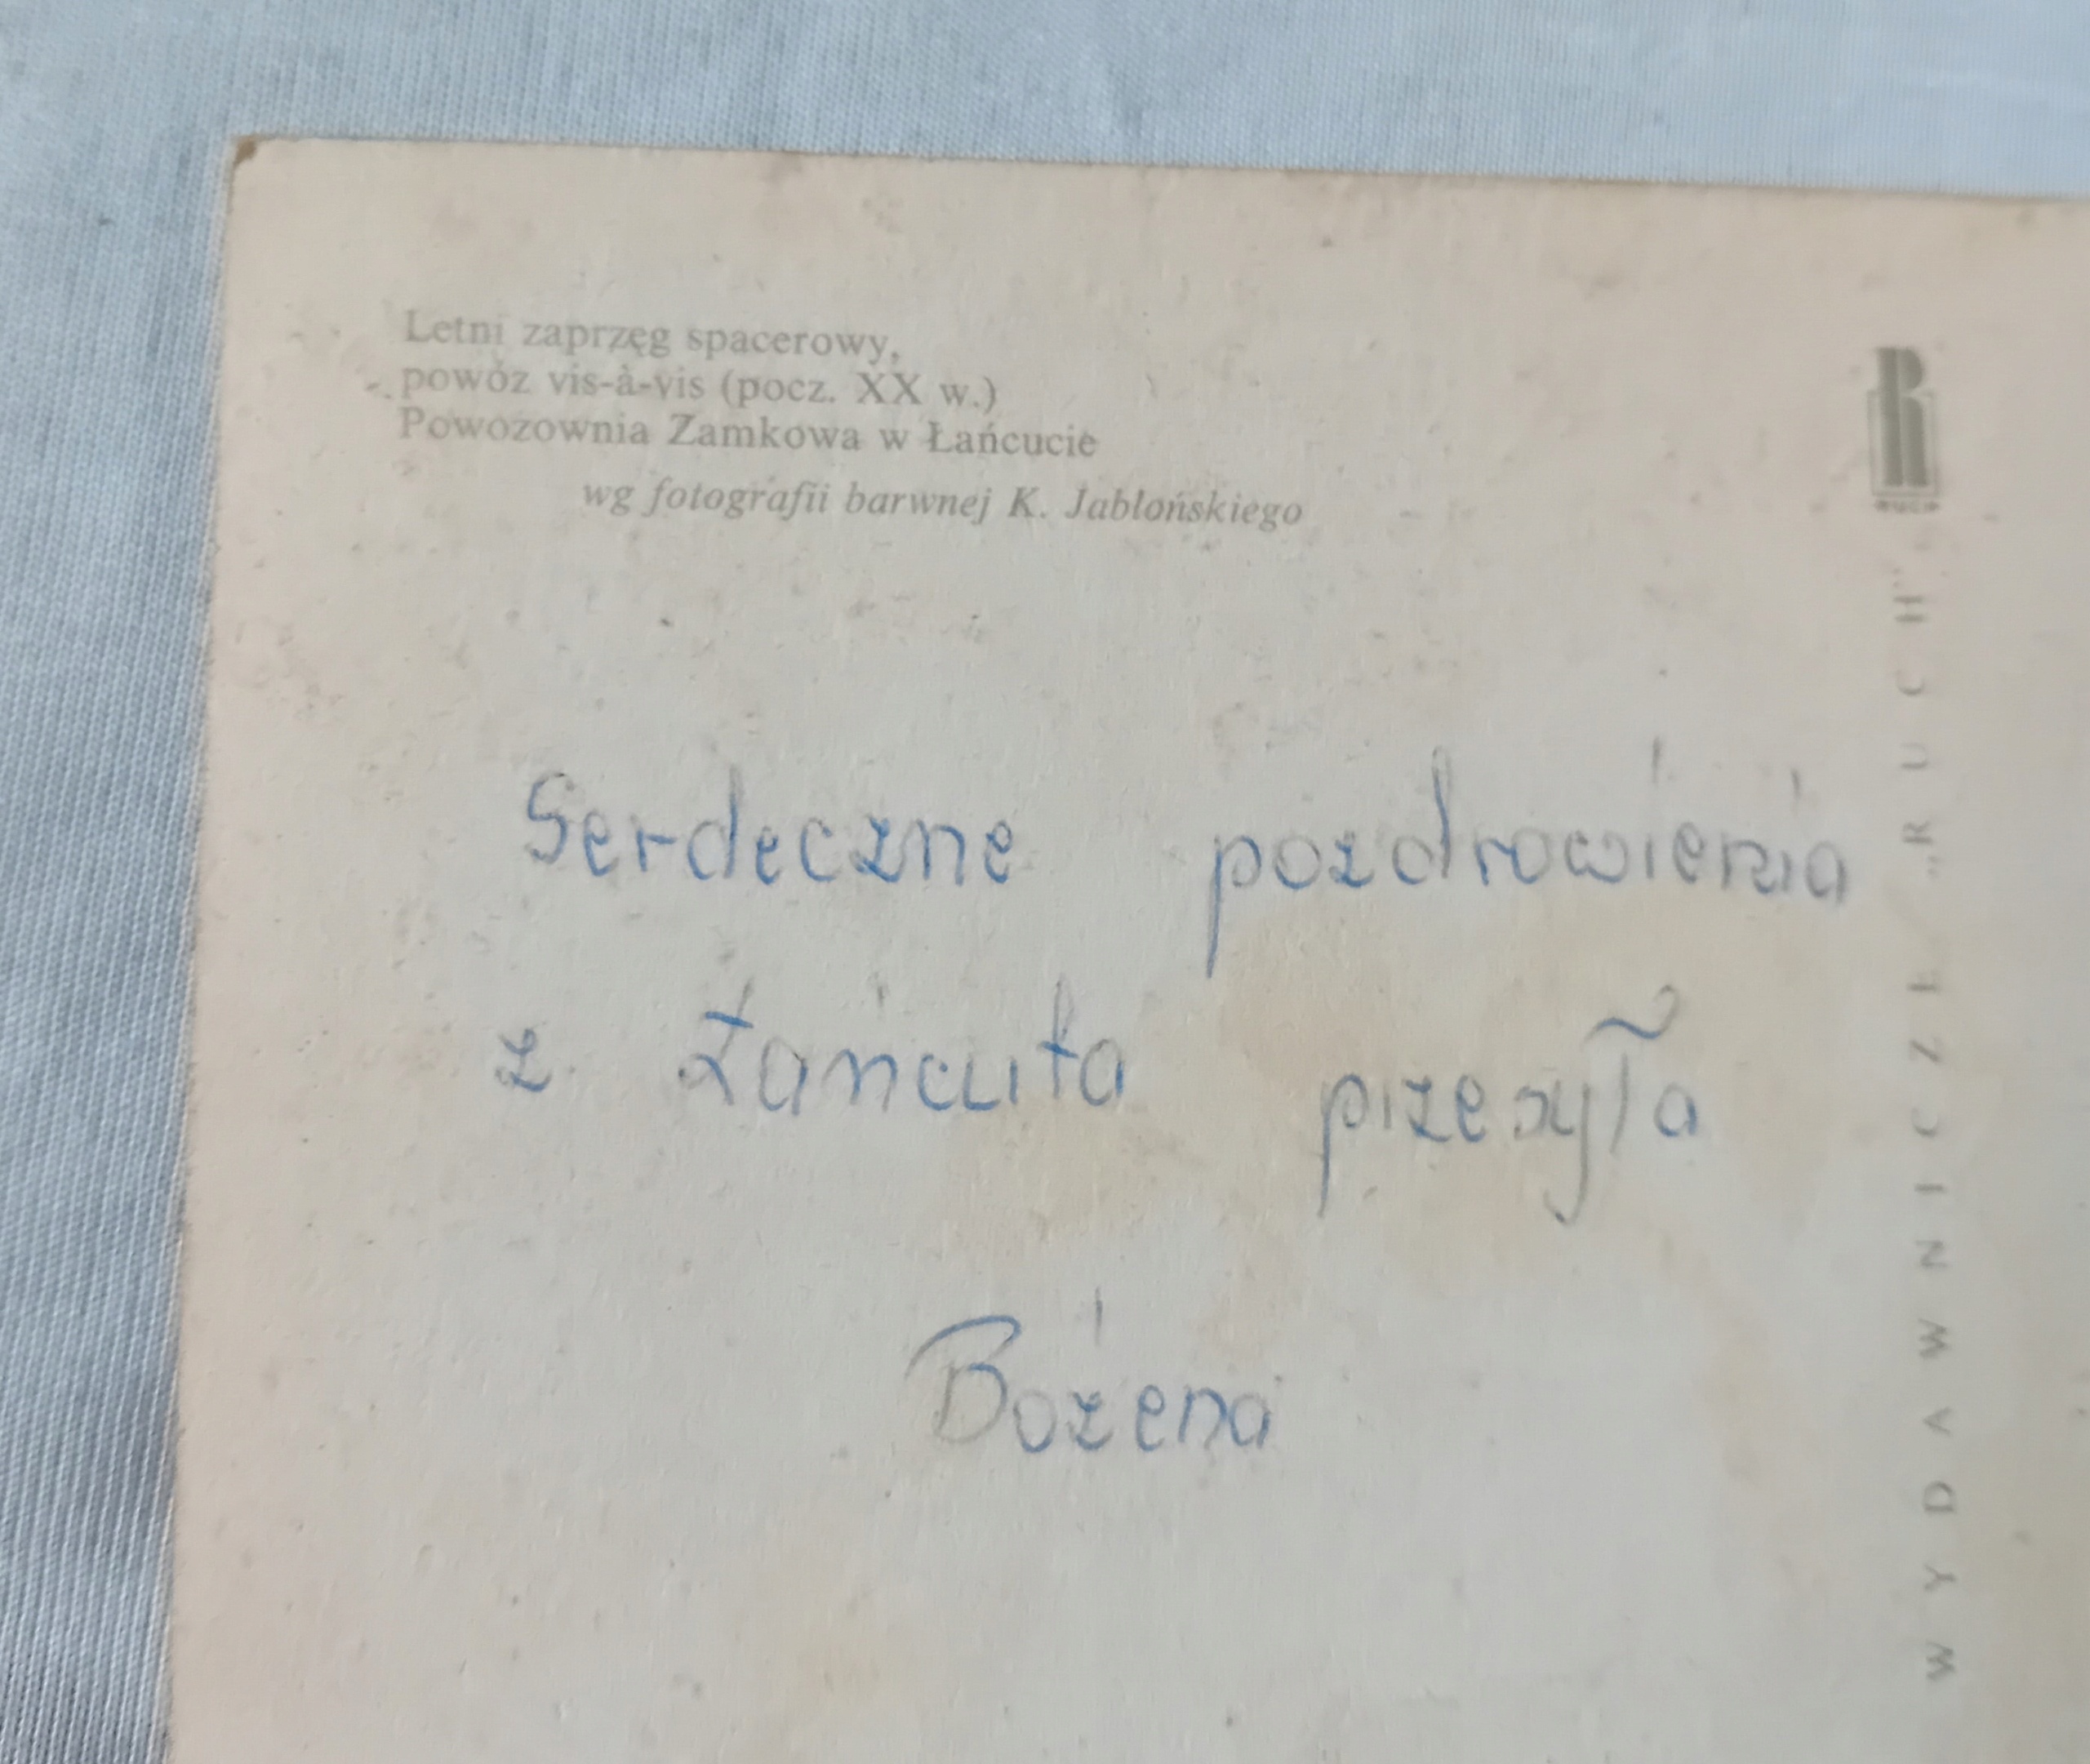 Letni zaprzęg spacerowy,
powóz vis-à-vis (pocz. XX w.)
Powozownia Zamkowa w Łańcucie
wg fotografii barwnej K. Jabłońskiego
Serdeczne pozdrowienia
z Łańcuta przesyła
Bożena
R
RUCH
WYDAWNICZE „RUCH"